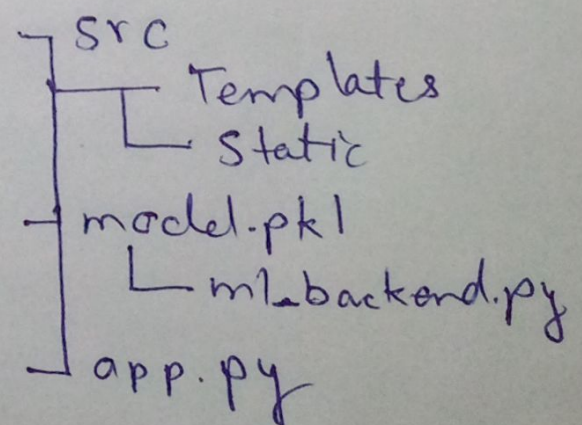 src
Templates
Static
model.pkl
ml_backend.py
app.py